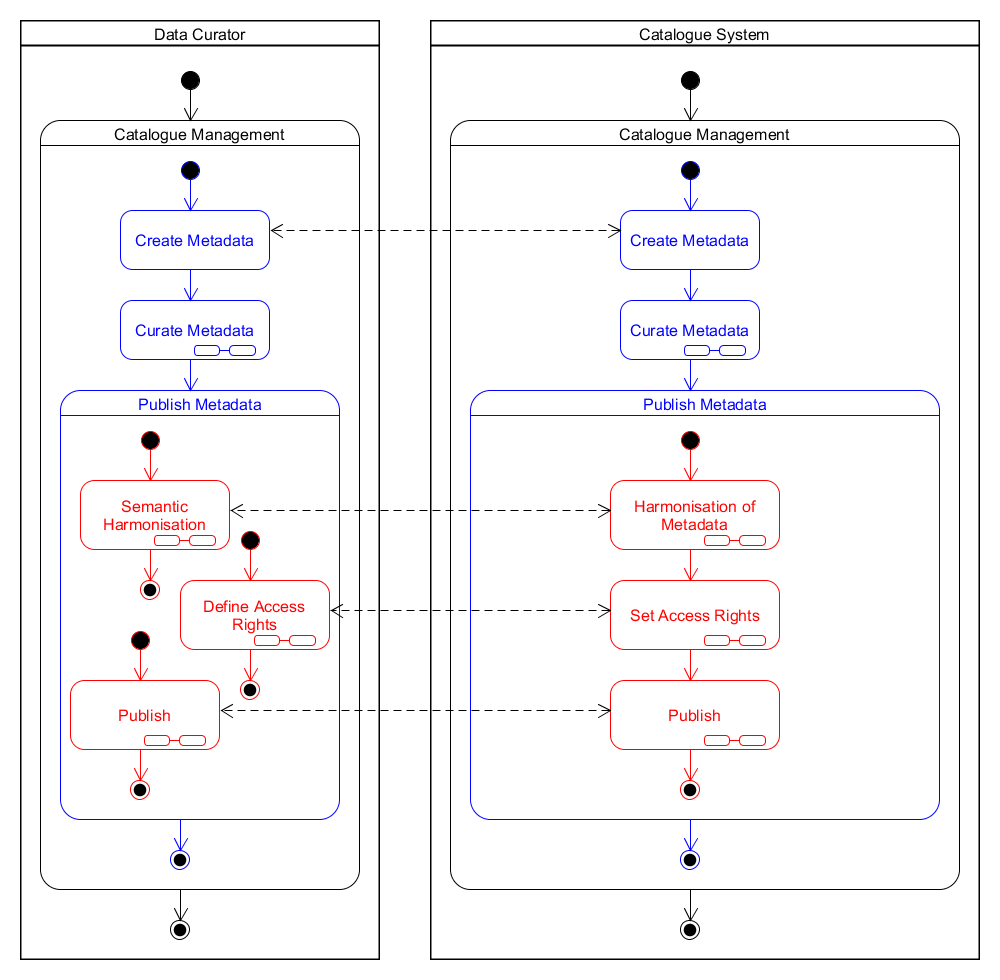 Data Curator
Catalogue Management
Create Metadata
Curate Metadata
Publish Metadata
Semantic
Harmonisation
Define Access
Rights
Publish
Catalogue System
Catalogue Management
Create Metadata
Curate Metadata
Publish Metadata
Harmonisation of
Metadata
Set Access Rights
Publish